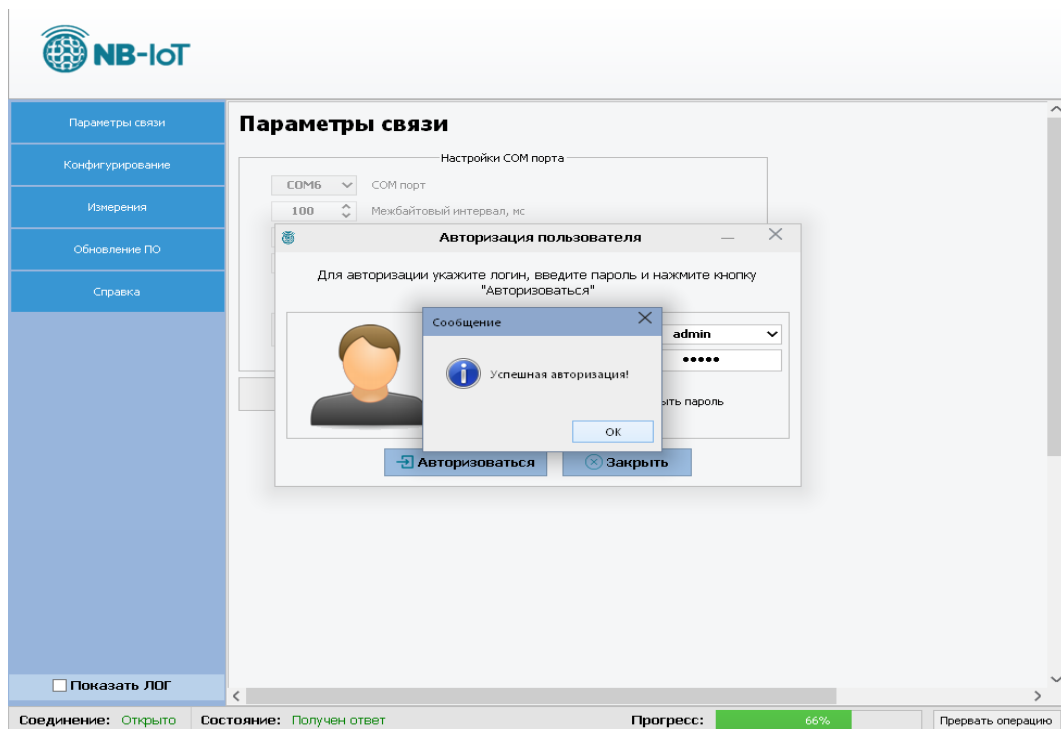 NB-IoT
Параметры связи
Конфигурирование
Измерения
Обновление ПО
Справка
Показать ЛОГ
Параметры связи
Настройки COM порта
COM6 COM порт
100 Межбайтовый интервал, мс
Авторизация пользователя
Для авторизации укажите логин, введите пароль и нажмите кнопку
"Авторизоваться"
admin
•••••
ыть пароль
Сообщение
Успешная авторизация!
ОК
Авторизоваться
Закрыть
Соединение: Открыто Состояние: Получен ответ Прогресс: 66% Прервать операцию